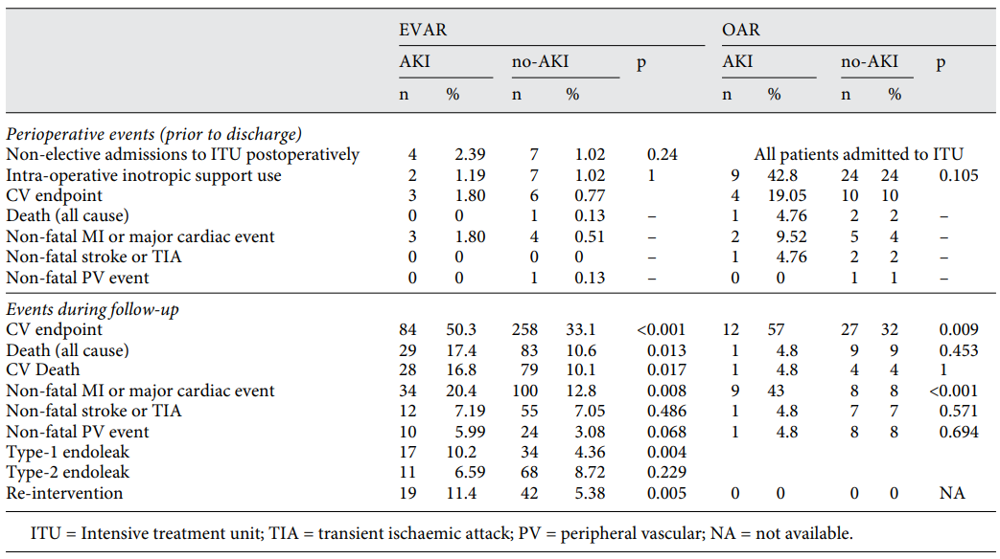 EVAR OAR
AKI no-AKI p AKI no-AKI p
n % n % n % n %
Perioperative events (prior to discharge)
Non-elective admissions to ITU postoperatively 4 2.39 7 1.02 0.24 All patients admitted to ITU
Intra-operative inotropic support use 2 1.19 7 1.02 1 9 42.8 24 24 0.105
CV endpoint 3 1.80 6 0.77 4 19.05 10 10
Death (all cause) 0 0 1 0.13 – 1 4.76 2 2 –
Non-fatal MI or major cardiac event 3 1.80 4 0.51 – 2 9.52 5 4 –
Non-fatal stroke or TIA 0 0 0 0 – 1 4.76 2 2 –
Non-fatal PV event 0 0 1 0.13 – 0 0 1 1 –
Events during follow-up
CV endpoint 84 50.3 258 33.1 <0.001 12 57 27 32 0.009
Death (all cause) 29 17.4 83 10.6 0.013 1 4.8 9 9 0.453
CV Death 28 16.8 79 10.1 0.017 1 4.8 4 4 1
Non-fatal MI or major cardiac event 34 20.4 100 12.8 0.008 9 43 8 8 <0.001
Non-fatal stroke or TIA 12 7.19 55 7.05 0.486 1 4.8 7 7 0.571
Non-fatal PV event 10 5.99 24 3.08 0.068 1 4.8 8 8 0.694
Type-1 endoleak 17 10.2 34 4.36 0.004
Type-2 endoleak 11 6.59 68 8.72 0.229
Re-intervention 19 11.4 42 5.38 0.005 0 0 0 0 NA
ITU = Intensive treatment unit; TIA = transient ischaemic attack; PV = peripheral vascular; NA = not available.